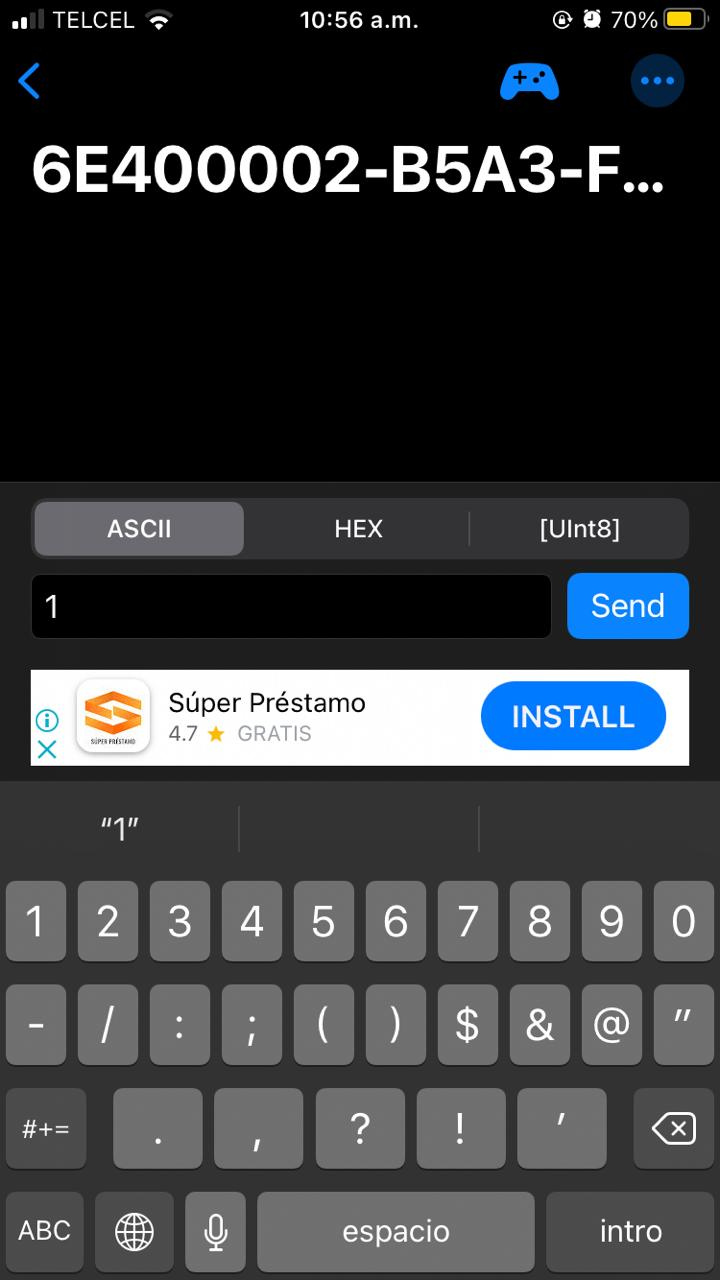 TELCEL 10:56 a.m. 70%
6E400002-B5A3-F...
ASCII HEX [UInt8]
1 Send
Súper Préstamo
4.7 ★ GRATIS
INSTALL
SÚPER PRÉSTAMO
“1”
1 2 3 4 5 6 7 8 9 0
- / : ; ( ) $ & @ "
#+= . , ? ! '
ABC espacio intro